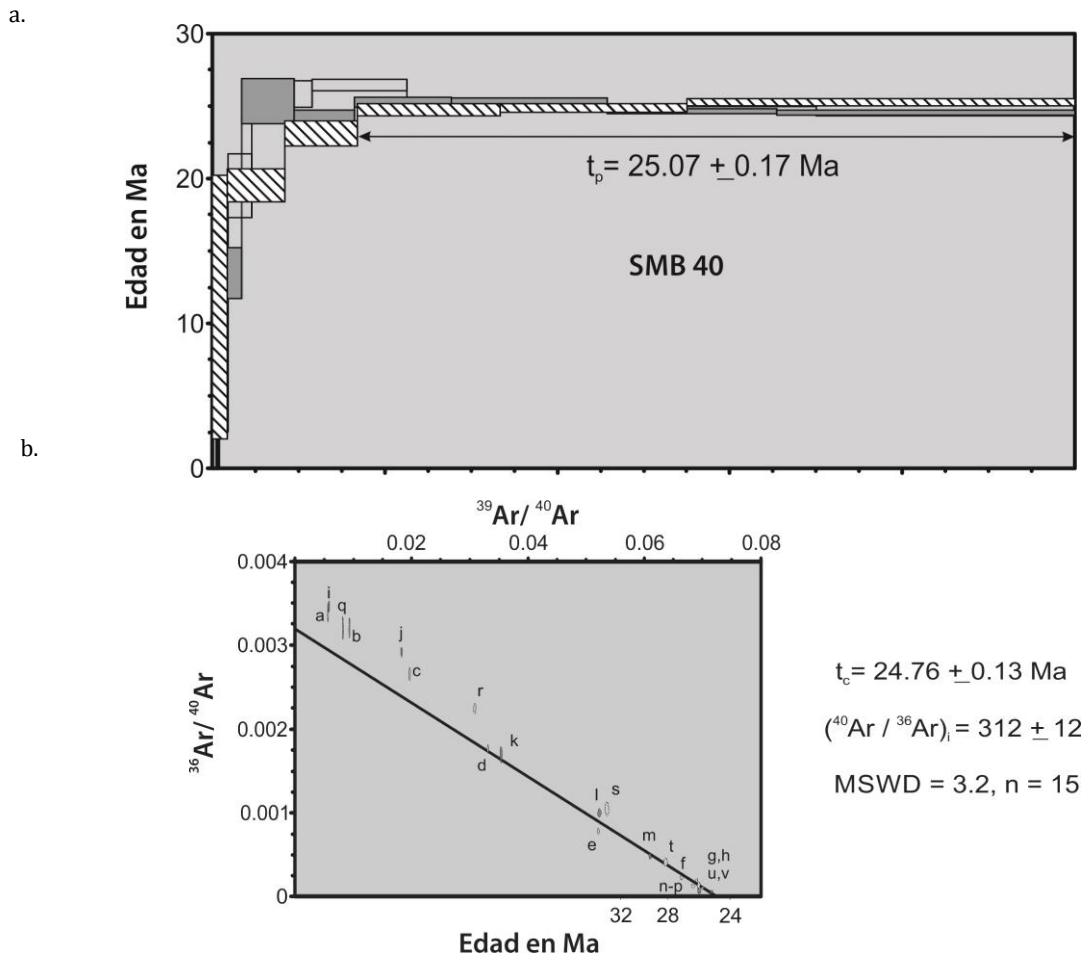 a.
30
20
10
0
Edad en Ma
tₚ= 25.07 ± 0.17 Ma
SMB 40
b.
³⁹Ar/ ⁴⁰Ar
0.02 0.04 0.06 0.08
0.004
0.003
0.002
0.001
0
³⁶Ar/ ⁴⁰Ar
i
a
q
b
j
c
r
k
d
l s
e
m t
f
g,h
u,v
n-p
32 28 24
Edad en Ma
t꜀= 24.76 ± 0.13 Ma
(⁴⁰Ar / ³⁶Ar)ᵢ = 312 ± 12
MSWD = 3.2, n = 15